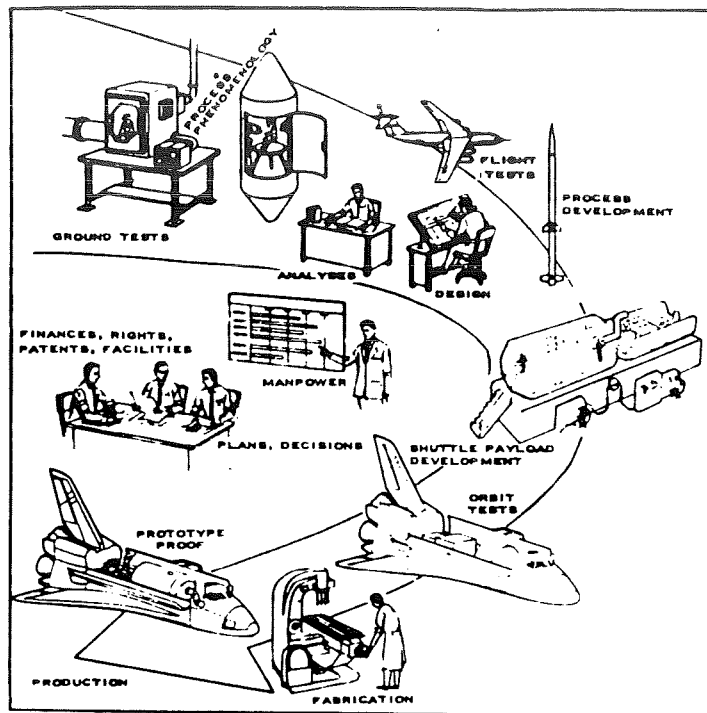 PROCESS
PHENOMENOLOGY
FLIGHT
TESTS
PROCESS
DEVELOPMENT
GROUND TESTS
ANALYSES
DESIGN
FINANCES, RIGHTS,
PATENTS, FACILITIES
MANPOWER
PLANS, DECISIONS
SHUTTLE PAYLOAD
DEVELOPMENT
ORBIT
TESTS
PROTOTYPE
PROOF
PRODUCTION
FABRICATION